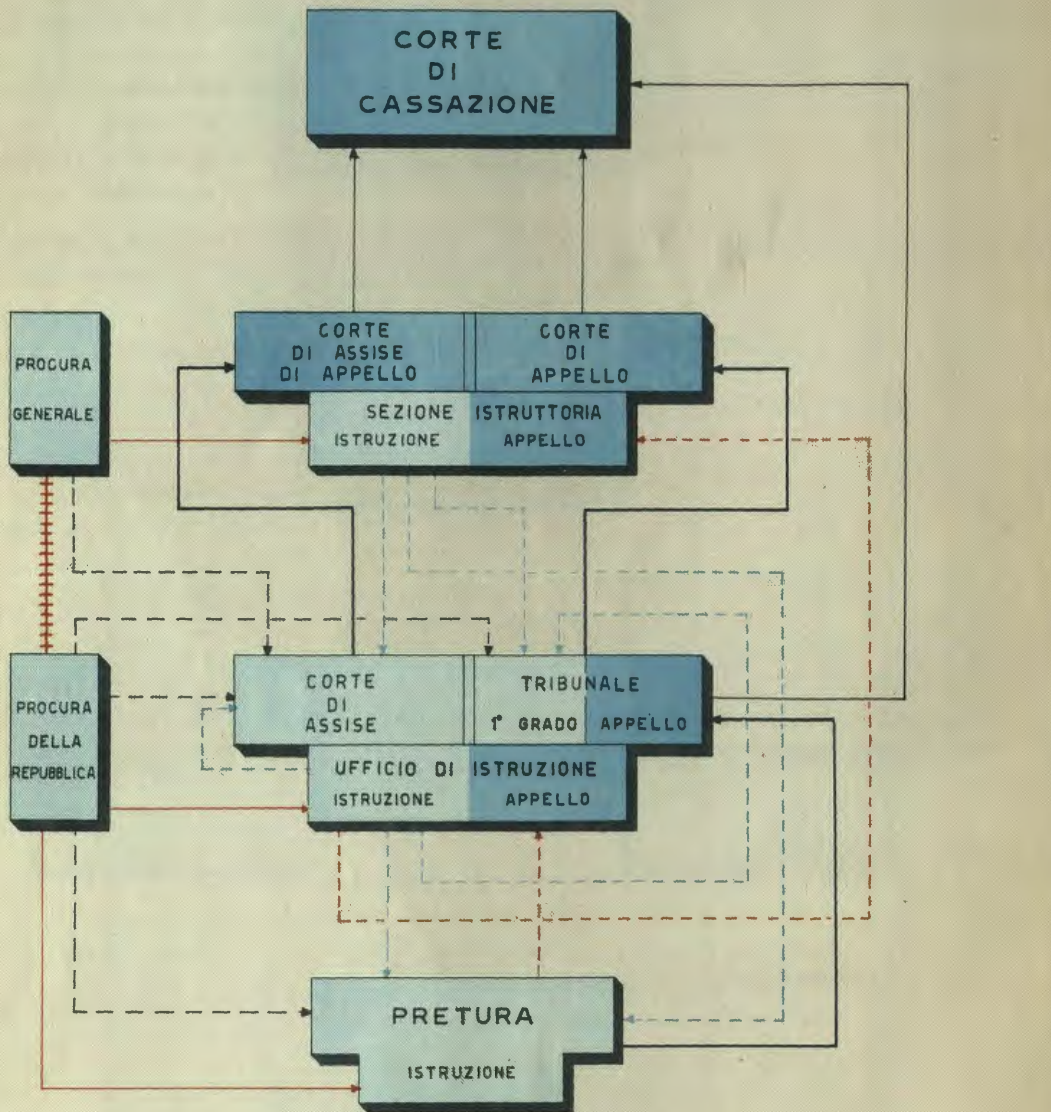 CORTE
DI
CASSAZIONE
CORTE
DI ASSISE
DI APPELLO
CORTE
DI
APPELLO
SEZIONE ISTRUTTORIA
ISTRUZIONE APPELLO
PROCURA
GENERALE
PROCURA
DELLA
REPUBBLICA
CORTE
DI
ASSISE
TRIBUNALE
1° GRADO APPELLO
UFFICIO DI ISTRUZIONE
ISTRUZIONE APPELLO
PRETURA
ISTRUZIONE